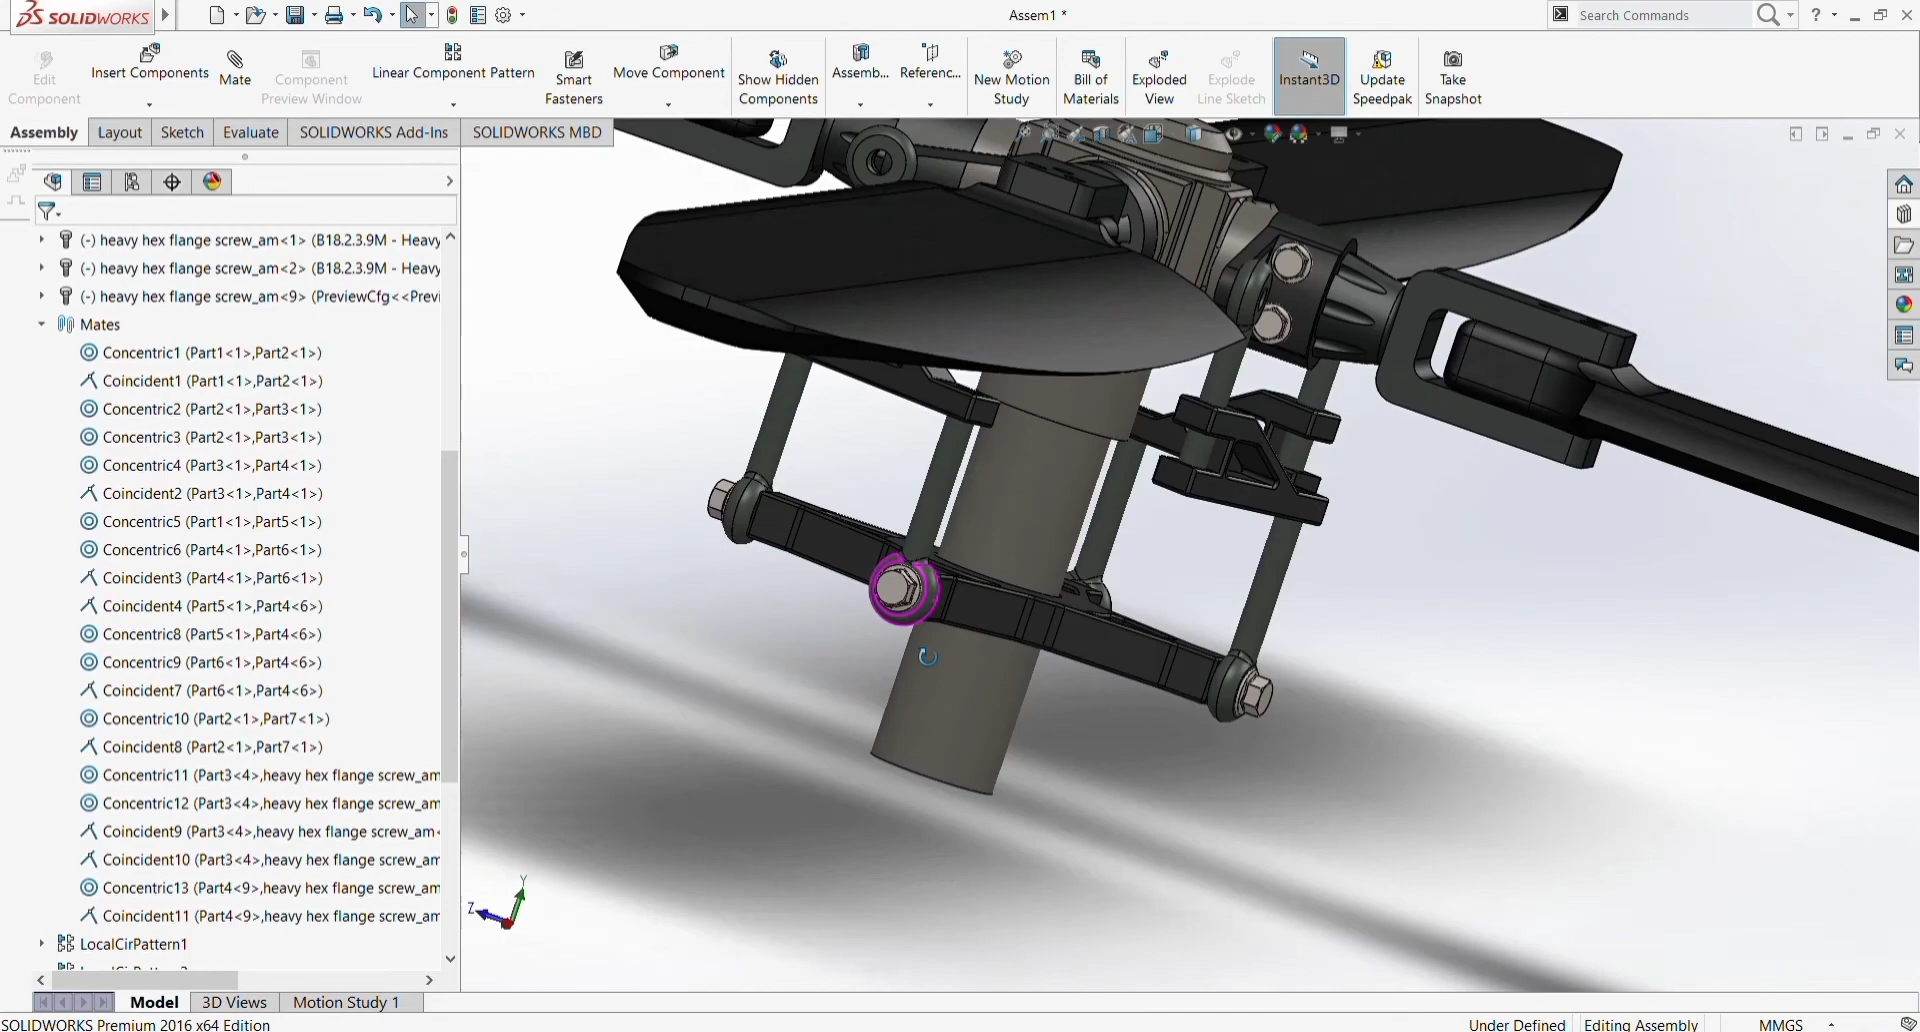 SOLIDWORKS
Assem1 *
Search Commands
?
Edit Component
Insert Components
Mate
Component Preview Window
Linear Component Pattern
Smart Fasteners
Move Component
Show Hidden Components
Assemb...
Referenc...
New Motion Study
Bill of Materials
Exploded View
Explode Line Sketch
Instant3D
Update Speedpak
Take Snapshot
Assembly
Layout
Sketch
Evaluate
SOLIDWORKS Add-Ins
SOLIDWORKS MBD
(-) heavy hex flange screw_am<1> (B18.2.3.9M - Heavy
(-) heavy hex flange screw_am<2> (B18.2.3.9M - Heavy
(-) heavy hex flange screw_am<9> (PreviewCfg<<Previ
Mates
Concentric1 (Part1<1>,Part2<1>)
Coincident1 (Part1<1>,Part2<1>)
Concentric2 (Part2<1>,Part3<1>)
Concentric3 (Part2<1>,Part3<1>)
Concentric4 (Part3<1>,Part4<1>)
Coincident2 (Part3<1>,Part4<1>)
Concentric5 (Part1<1>,Part5<1>)
Concentric6 (Part4<1>,Part6<1>)
Coincident3 (Part4<1>,Part6<1>)
Coincident4 (Part5<1>,Part4<6>)
Concentric8 (Part5<1>,Part4<6>)
Concentric9 (Part6<1>,Part4<6>)
Coincident7 (Part6<1>,Part4<6>)
Concentric10 (Part2<1>,Part7<1>)
Coincident8 (Part2<1>,Part7<1>)
Concentric11 (Part3<4>,heavy hex flange screw_am
Concentric12 (Part3<4>,heavy hex flange screw_am
Coincident9 (Part3<4>,heavy hex flange screw_am<
Coincident10 (Part3<4>,heavy hex flange screw_am
Concentric13 (Part4<9>,heavy hex flange screw_am
Coincident11 (Part4<9>,heavy hex flange screw_am
LocalCirPattern1
Y
Z
Model
3D Views
Motion Study 1
SOLIDWORKS Premium 2016 x64 Edition
Under Defined
Editing Assembly
MMGS